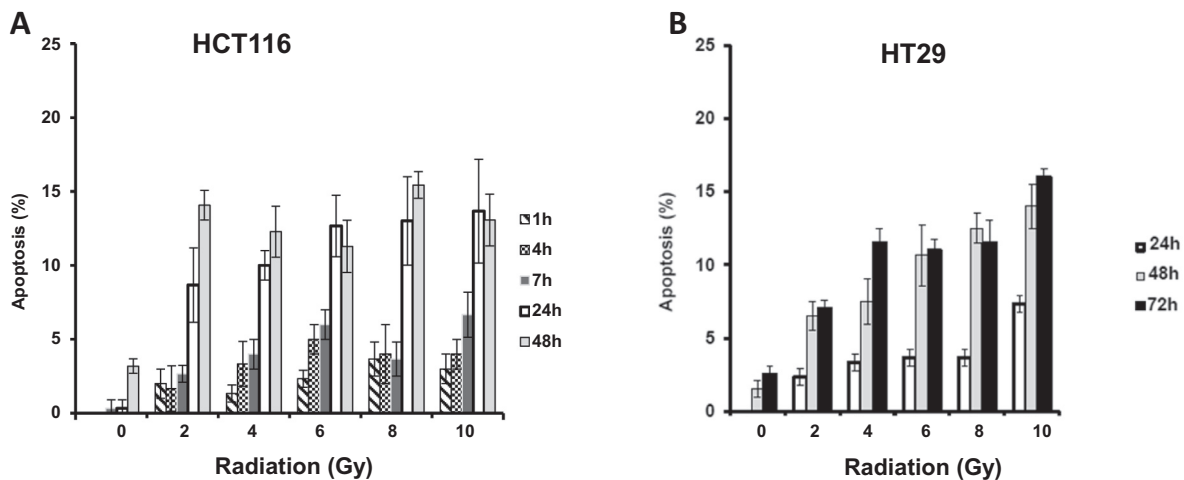 A
HCT116
25
20
15
10
5
0
Apoptosis (%)
0 2 4 6 8 10
Radiation (Gy)
1h
4h
7h
24h
48h
B
HT29
25
20
15
10
5
0
Apoptosis (%)
0 2 4 6 8 10
Radiation (Gy)
24h
48h
72h